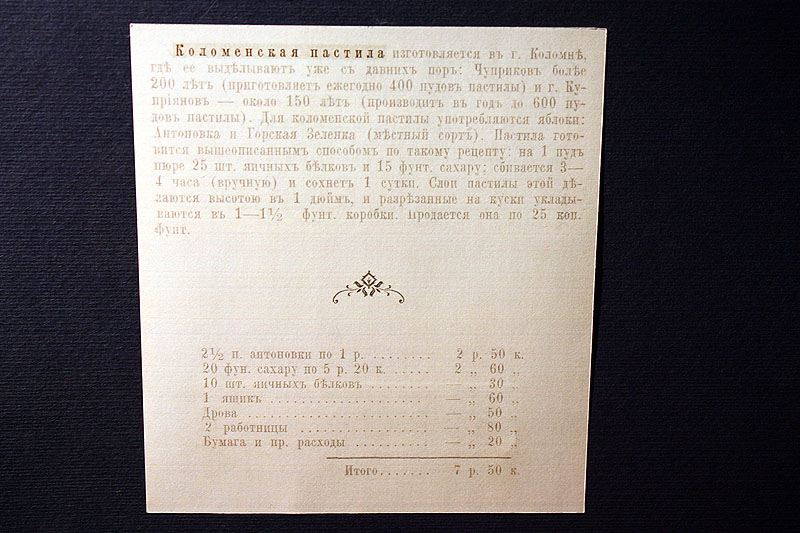 Коломенская пастила изготовляется въ г. Коломнѣ,
гдѣ ее выдѣлываютъ уже съ давнихъ поръ: Чуприковъ болѣе
200 лѣтъ (приготовляетъ ежегодно 400 пудовъ пастилы) и г. Ку-
пріяновъ — около 150 лѣтъ (производитъ въ годъ до 600 пу-
довъ пастилы). Для коломенской пастилы употребляются яблоки:
Антоновка и Горская Зеленка (мѣстный сортъ). Пастила гото-
вится вышеописаннымъ способомъ по такому рецепту: на 1 пудъ
пюре 25 шт. яичныхъ бѣлковъ и 15 фунт. сахару; сбивается 3—
4 часа (вручную) и сохнетъ 1 сутки. Слои пастилы этой дѣ-
лаются высотою въ 1 дюймъ, и разрѣзанные на куски уклады-
ваются въ 1—1½ фунт. коробки. Продается она по 25 коп.
фунт.
2½ п. антоновки по 1 р. ........ 2 р. 50 к.
20 фун. сахару по 5 р. 20 к. ..... 2 „ 60 „
10 шт. яичныхъ бѣлковъ ........ — „ 30 „
1 ящикъ .................... — „ 60 „
Дрова ....................... — „ 50 „
2 работницы ................. — „ 80 „
Бумага и пр. расходы .......... — „ 20 „
Итого....... 7 р. 50 к.